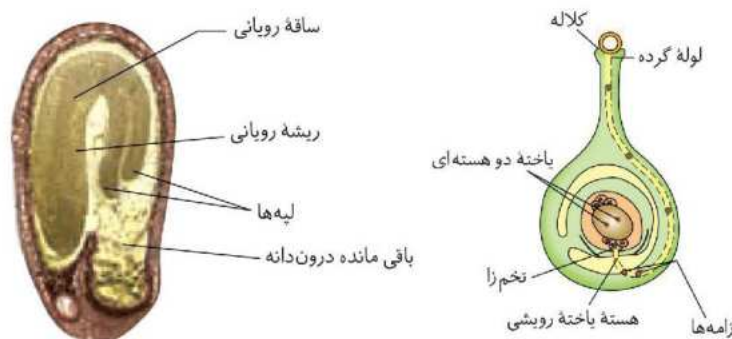 ساقهٔ رویانی
ریشهٔ رویانی
لپه‌ها
باقی مانده درون‌دانه
کلاله
لولهٔ گرده
یاختهٔ دو هسته‌ای
تخم‌زا
هستهٔ یاختهٔ رویشی
زامه‌ها